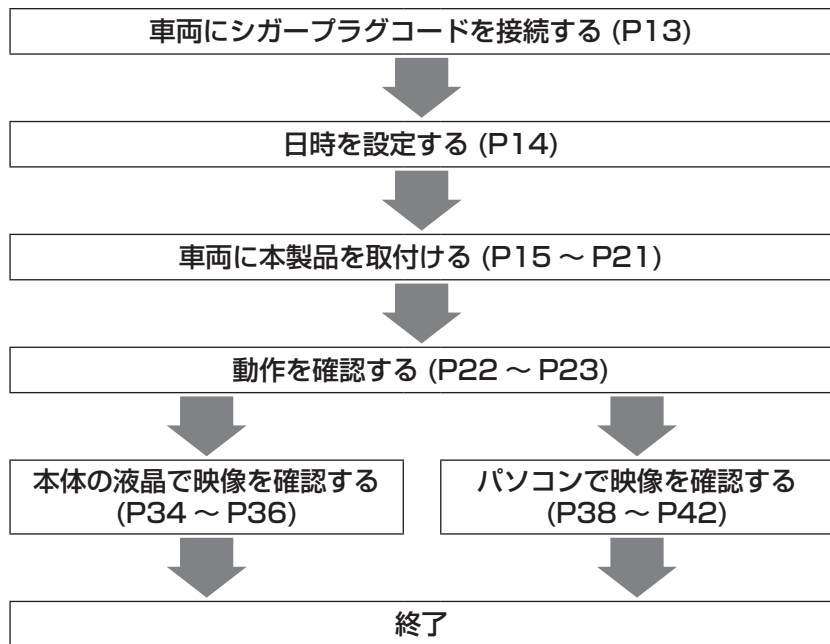 車両にシガープラグコードを接続する (P13)
日時を設定する (P14)
車両に本製品を取付ける (P15 ～ P21)
動作を確認する (P22 ～ P23)
本体の液晶で映像を確認する
(P34 ～ P36)
パソコンで映像を確認する
(P38 ～ P42)
終了